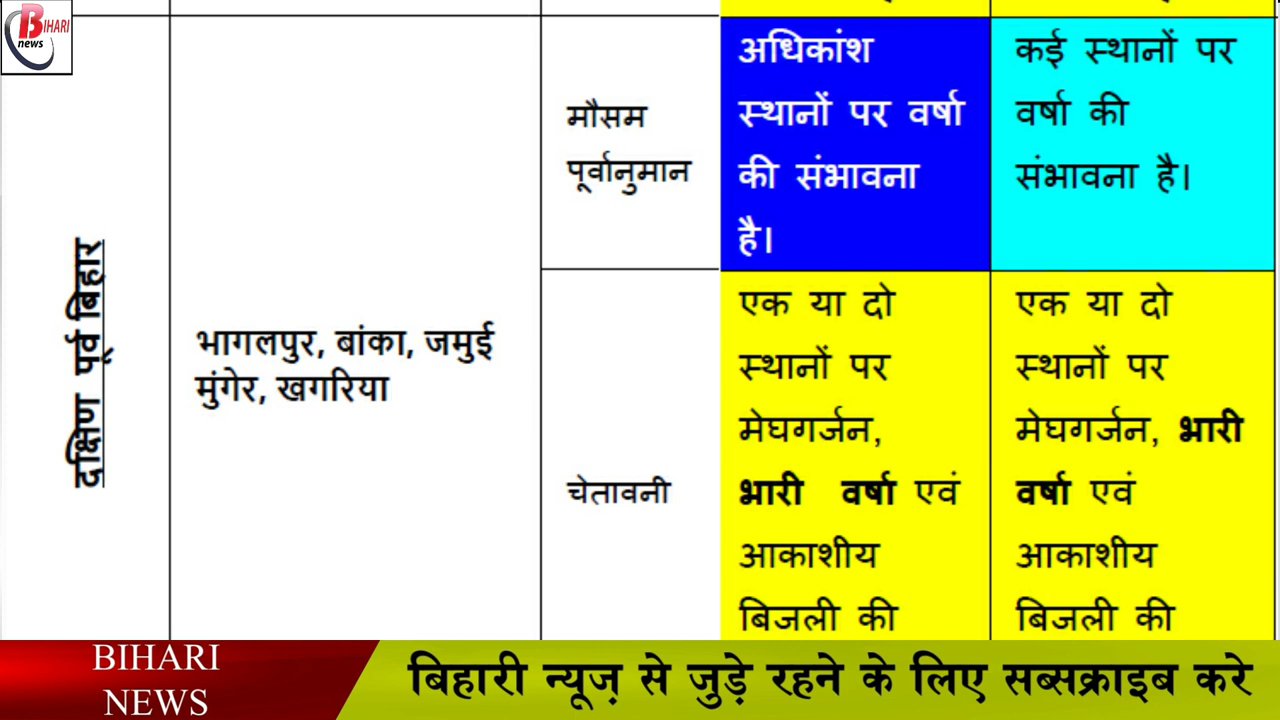 BIHARI
news
दक्षिण पूर्व बिहार
भागलपुर, बांका, जमुई
मुंगेर, खगरिया
मौसम
पूर्वानुमान
अधिकांश
स्थानों पर वर्षा
की संभावना
है।
कई स्थानों पर
वर्षा की
संभावना है।
चेतावनी
एक या दो
स्थानों पर
मेघगर्जन,
भारी वर्षा एवं
आकाशीय
बिजली की
एक या दो
स्थानों पर
मेघगर्जन, भारी
वर्षा एवं
आकाशीय
बिजली की
BIHARI
NEWS
बिहारी न्यूज़ से जुड़े रहने के लिए सब्सक्राइब करे